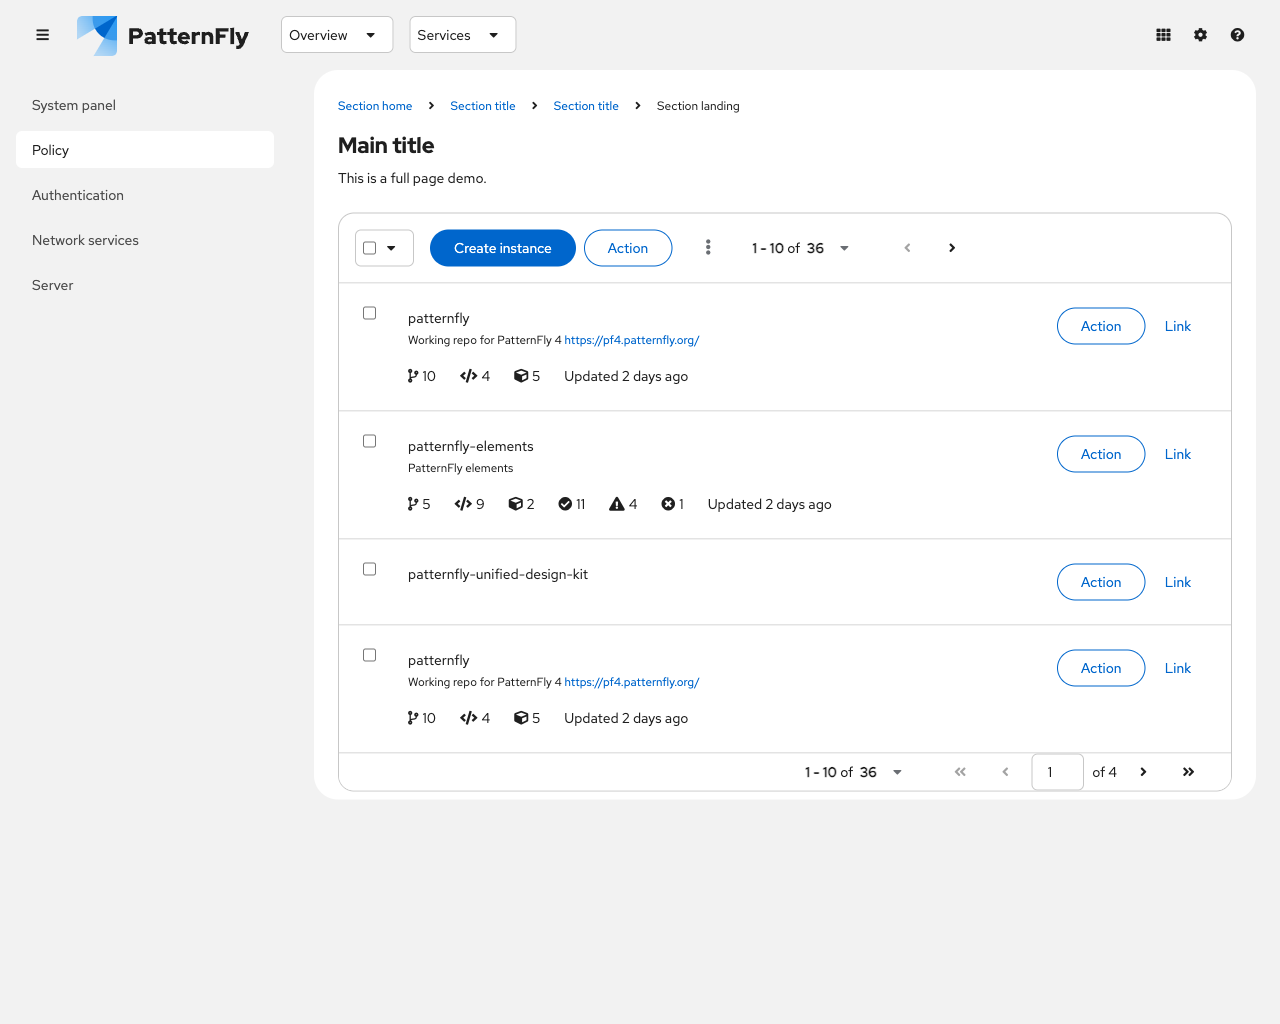 PatternFly
Overview
Services
System panel
Policy
Authentication
Network services
Server
Section home
Section title
Section title
Section landing
Main title
This is a full page demo.
Create instance
Action
1 - 10 of 36
patternfly
Working repo for PatternFly 4 https://pf4.patternfly.org/
10
4
5
Updated 2 days ago
Action
Link
patternfly-elements
PatternFly elements
5
9
2
11
4
1
Updated 2 days ago
Action
Link
patternfly-unified-design-kit
Action
Link
patternfly
Working repo for PatternFly 4 https://pf4.patternfly.org/
10
4
5
Updated 2 days ago
Action
Link
1 - 10 of 36
1
of 4